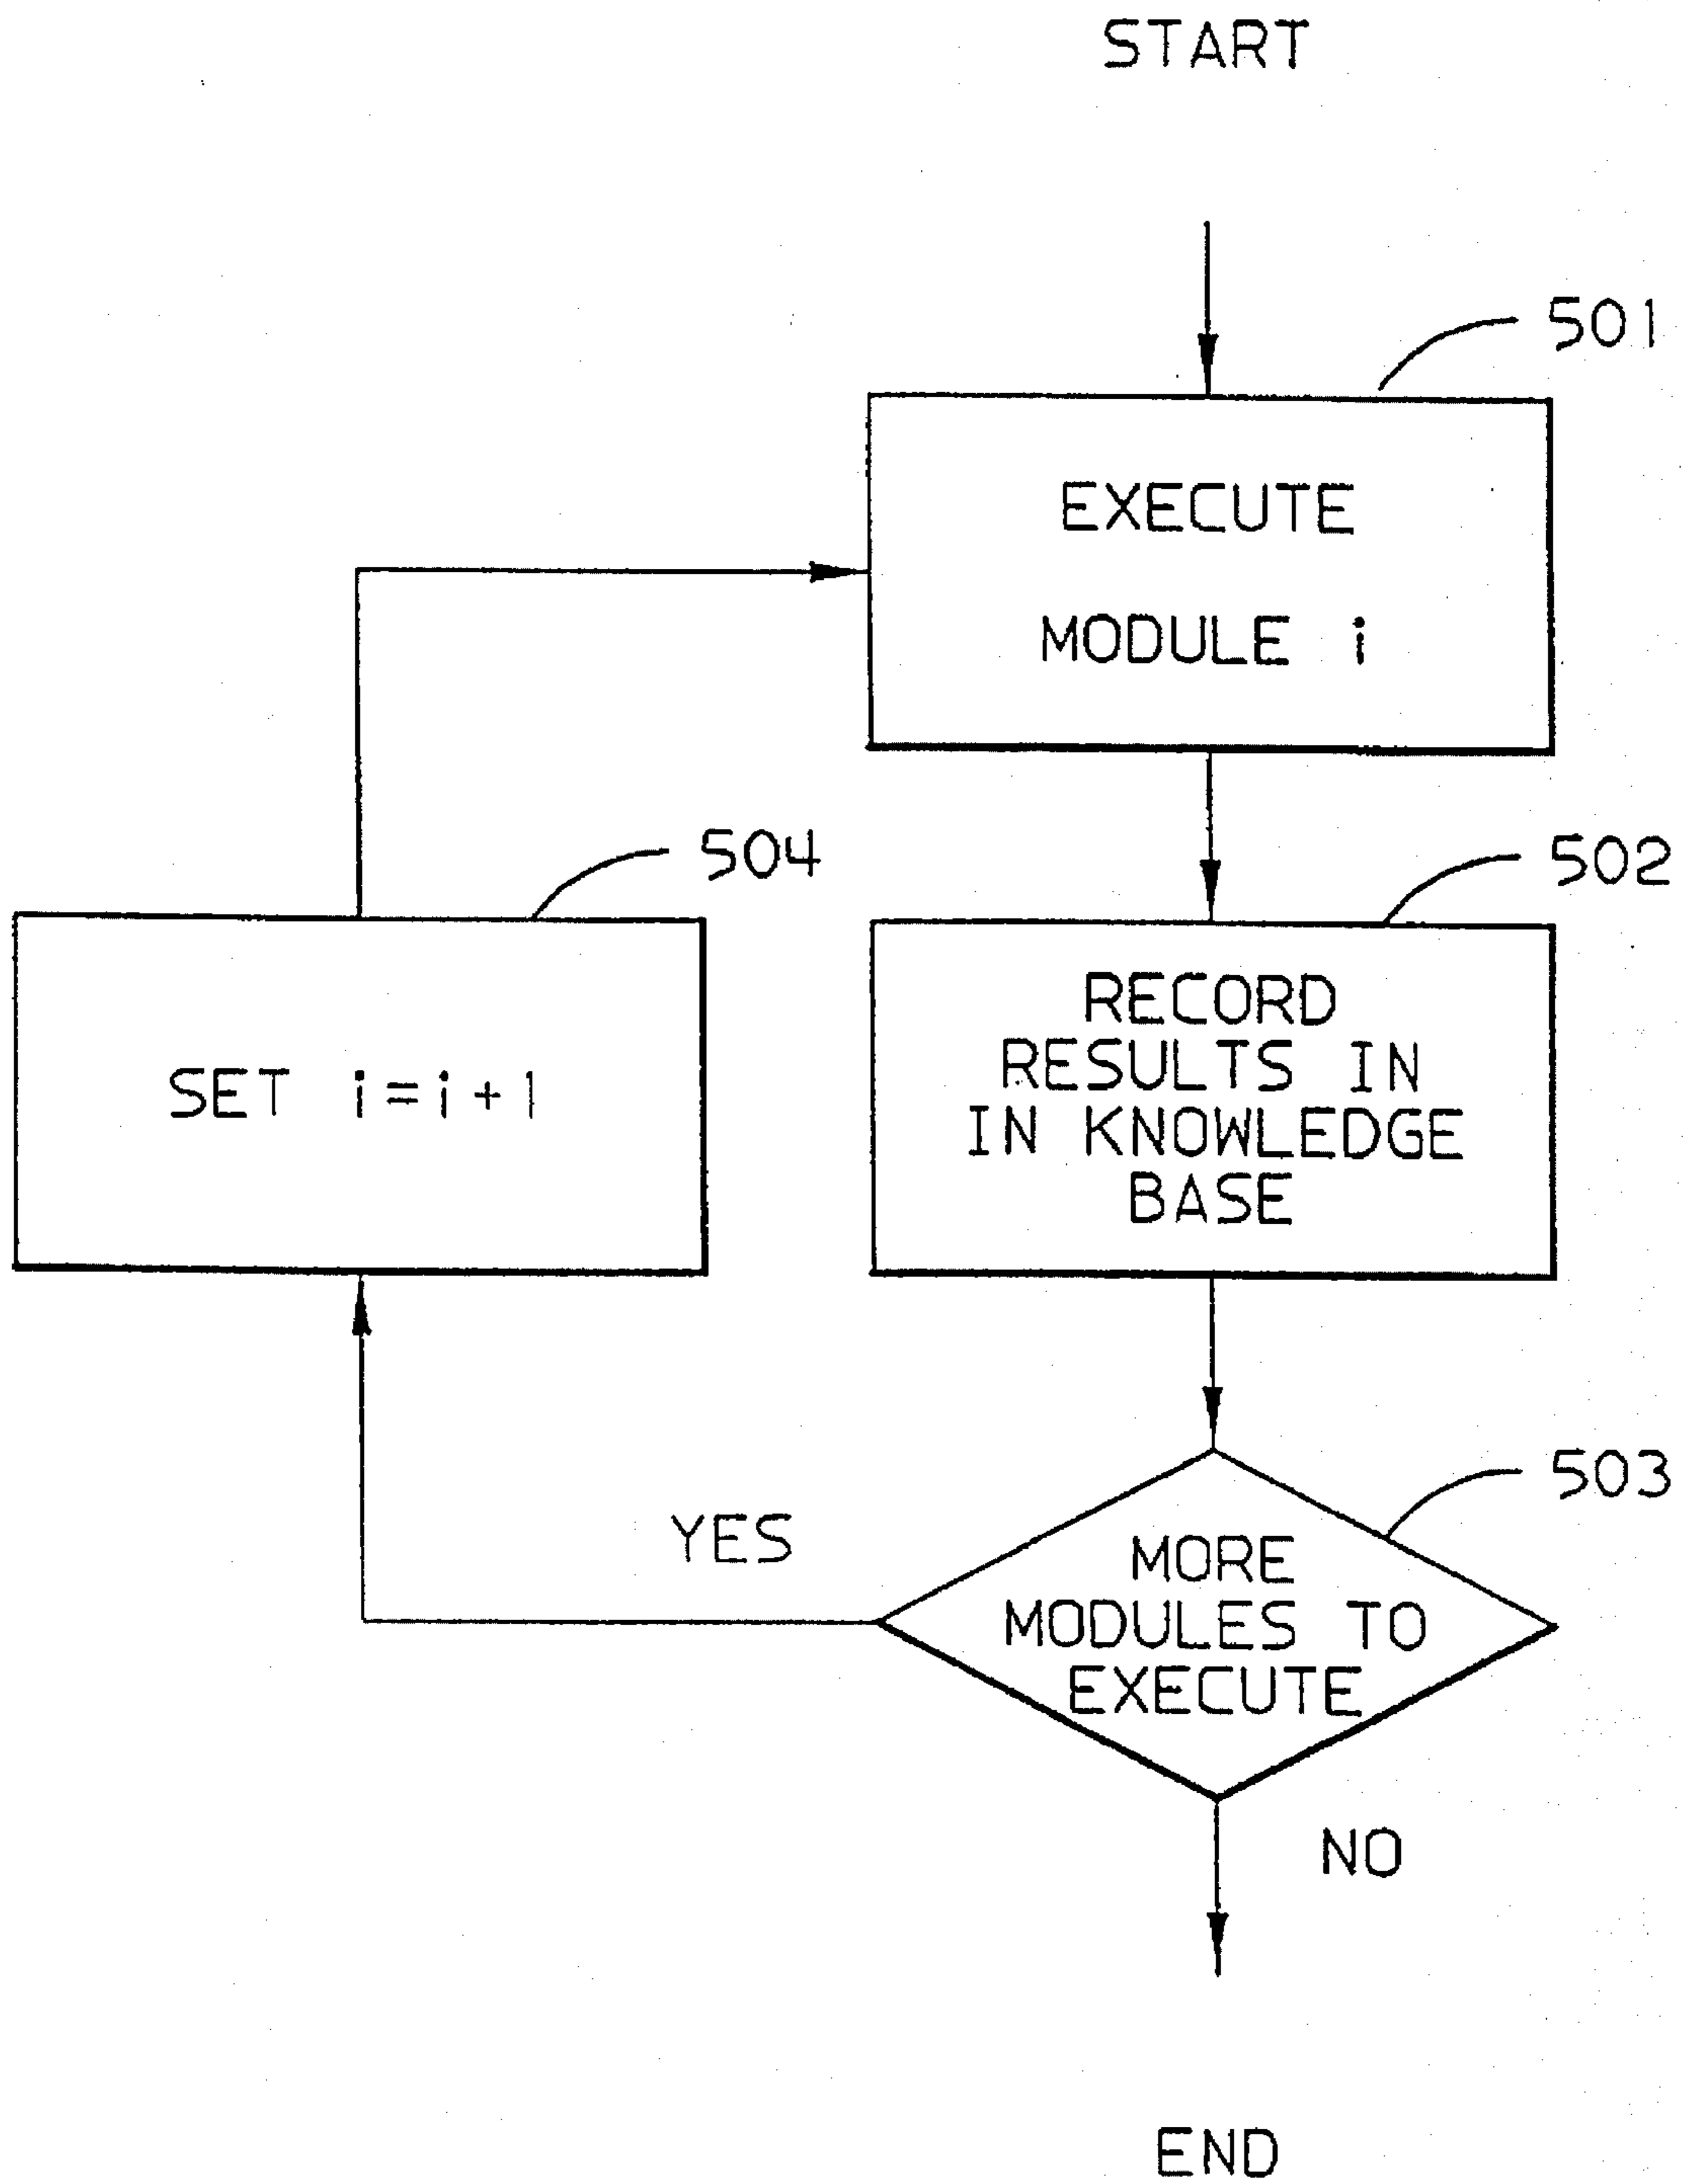 START
501
EXECUTE
MODULE i
504
502
SET i=i+1
RECORD
RESULTS IN
IN KNOWLEDGE
BASE
503
YES
MORE
MODULES TO
EXECUTE
NO
END